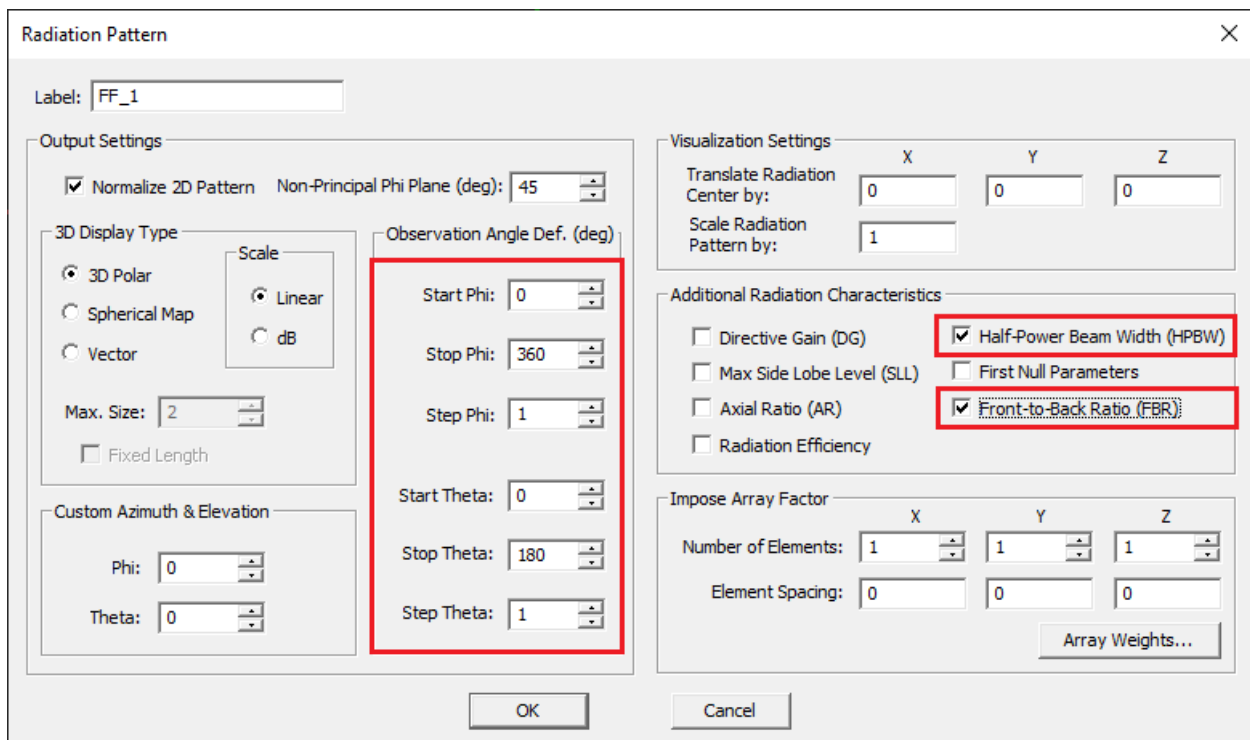 Radiation Pattern
Label: FF_1
Output Settings
Normalize 2D Pattern Non-Principal Phi Plane (deg): 45
3D Display Type
3D Polar
Spherical Map
Vector
Scale
Linear
dB
Max. Size: 2
Fixed Length
Custom Azimuth & Elevation
Phi: 0
Theta: 0
Observation Angle Def. (deg)
Start Phi: 0
Stop Phi: 360
Step Phi: 1
Start Theta: 0
Stop Theta: 180
Step Theta: 1
Visualization Settings
X Y Z
Translate Radiation
Center by: 0 0 0
Scale Radiation
Pattern by: 1
Additional Radiation Characteristics
Directive Gain (DG)
Max Side Lobe Level (SLL)
Axial Ratio (AR)
Radiation Efficiency
Half-Power Beam Width (HPBW)
First Null Parameters
Front-to-Back Ratio (FBR)
Impose Array Factor
X Y Z
Number of Elements: 1 1 1
Element Spacing: 0 0 0
Array Weights...
OK Cancel